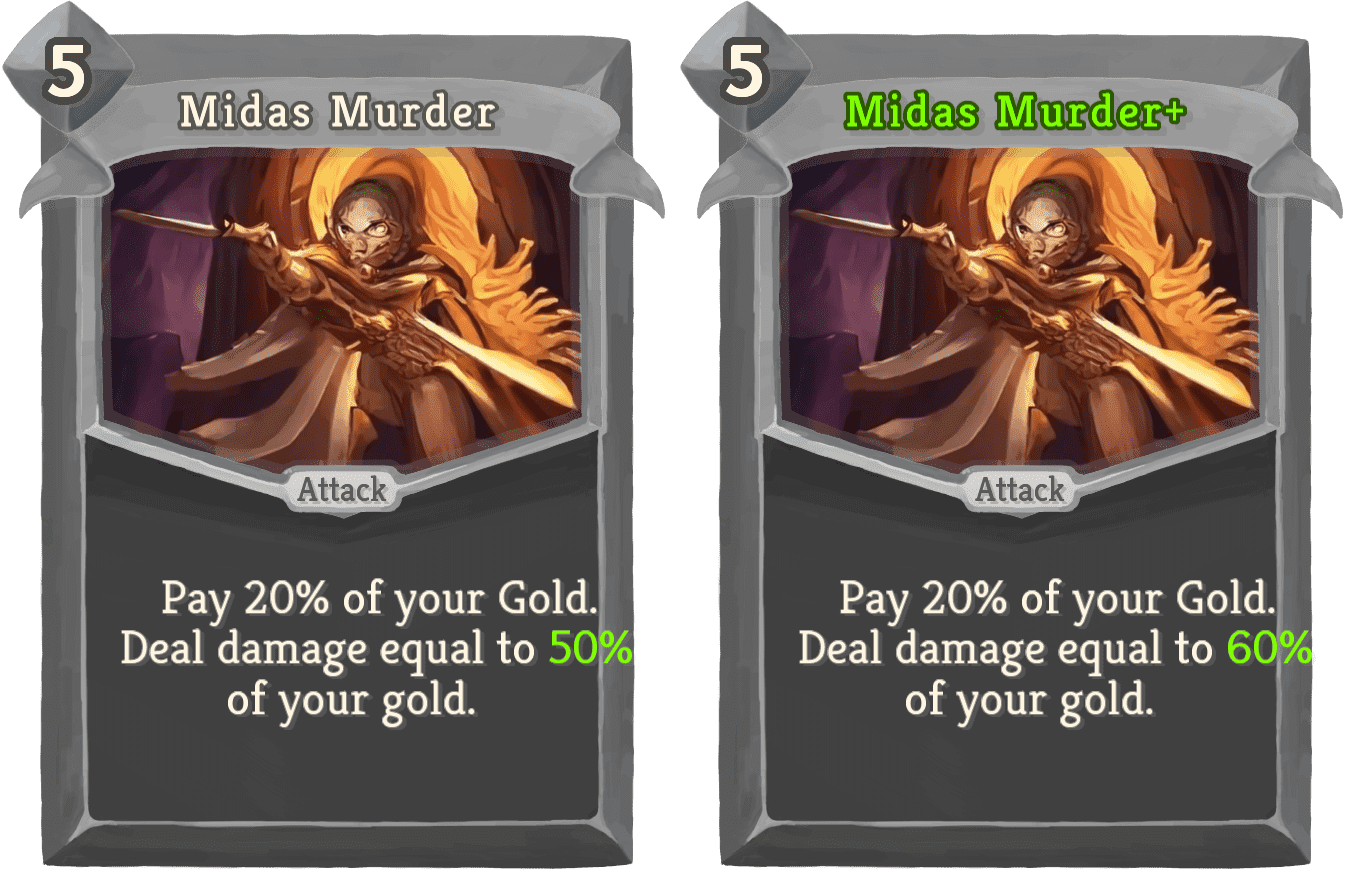 5
Midas Murder
Attack
Pay 20% of your Gold.
Deal damage equal to 50%
of your gold.
5
Midas Murder+
Attack
Pay 20% of your Gold.
Deal damage equal to 60%
of your gold.